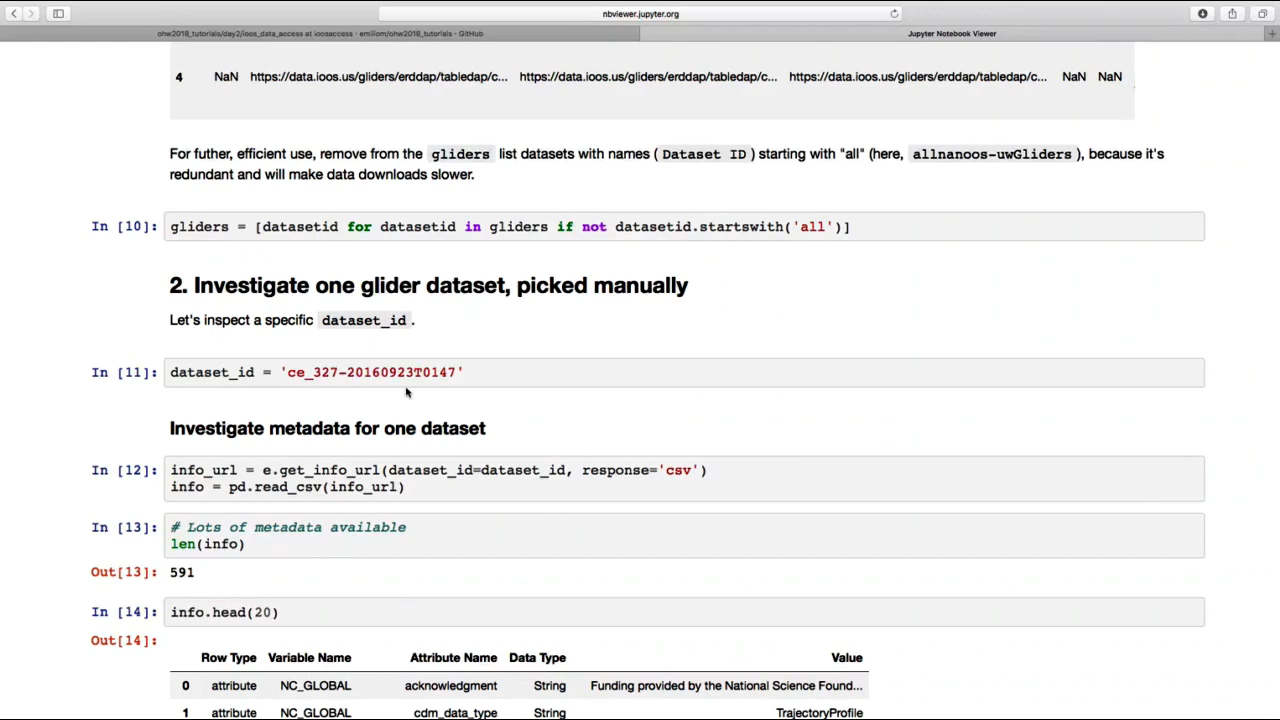 nbviewer.jupyter.org
ohw2018_tutorials/day2/ioos_data_access at ioosaccess · emiliom/ohw2018_tutorials · GitHub
Jupyter Notebook Viewer
4 NaN https://data.ioos.us/gliders/erddap/tabledap/c... https://data.ioos.us/gliders/erddap/tabledap/c... https://data.ioos.us/gliders/erddap/tabledap/c... NaN NaN
For futher, efficient use, remove from the gliders list datasets with names ( Dataset ID ) starting with "all" (here, allnanoos-uwGliders ), because it's
redundant and will make data downloads slower.
In [10]: gliders = [datasetid for datasetid in gliders if not datasetid.startswith('all')]
2. Investigate one glider dataset, picked manually
Let's inspect a specific dataset_id .
In [11]: dataset_id = 'ce_327-20160923T0147'
Investigate metadata for one dataset
In [12]: info_url = e.get_info_url(dataset_id=dataset_id, response='csv')
info = pd.read_csv(info_url)
In [13]: # Lots of metadata available
len(info)
Out[13]: 591
In [14]: info.head(20)
Out[14]:
Row Type Variable Name Attribute Name Data Type Value
0 attribute NC_GLOBAL acknowledgment String Funding provided by the National Science Found...
1 attribute NC_GLOBAL cdm_data_type String TrajectoryProfile